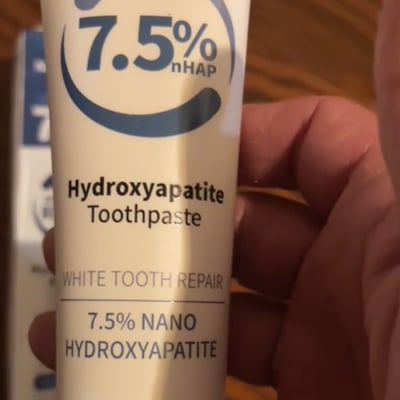 7.5%
nHAP
Hydroxyapatite
Toothpaste
WHITE TOOTH REPAIR
7.5% NANO
HYDROXYAPATITE